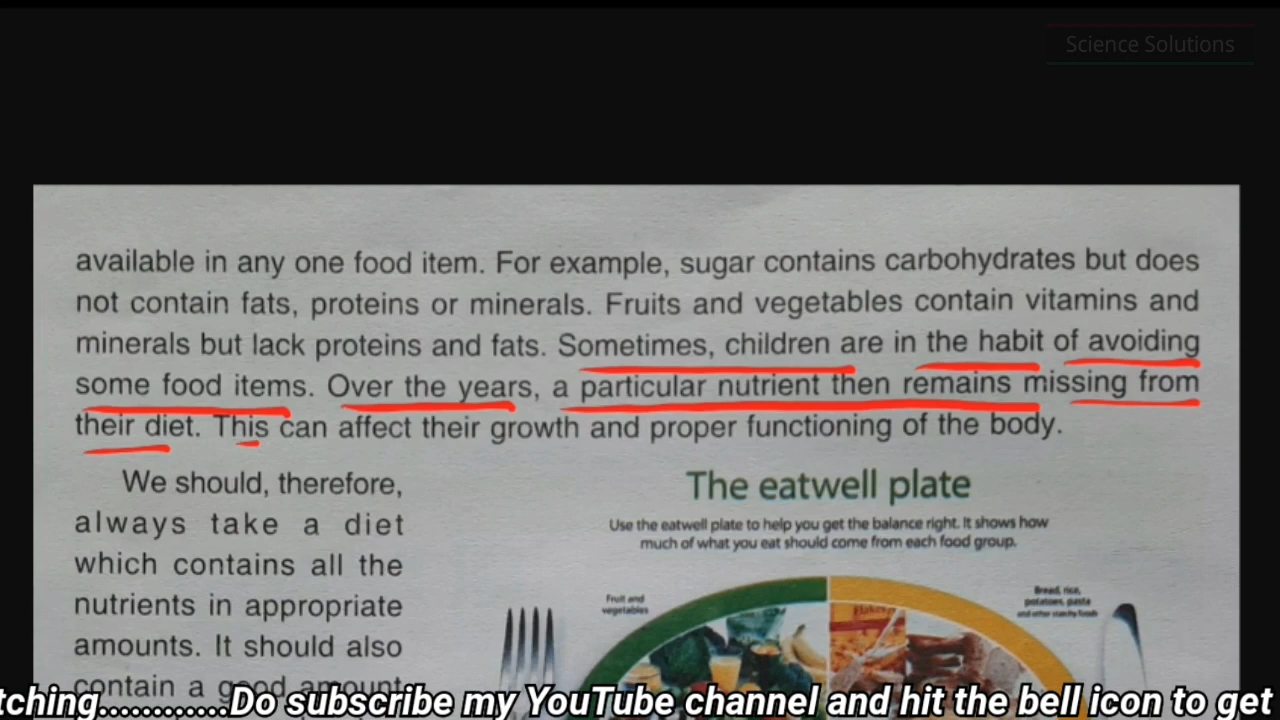 Science Solutions
available in any one food item. For example, sugar contains carbohydrates but does
not contain fats, proteins or minerals. Fruits and vegetables contain vitamins and
minerals but lack proteins and fats. Sometimes, children are in the habit of avoiding
some food items. Over the years, a particular nutrient then remains missing from
their diet. This can affect their growth and proper functioning of the body.
We should, therefore,
always take a diet
which contains all the
nutrients in appropriate
amounts. It should also
contain a good amount
The eatwell plate
Use the eatwell plate to help you get the balance right. It shows how
much of what you eat should come from each food group.
Fruit and
vegetables
Bread, rice,
potatoes, pasta
and other starchy foods
tching............Do subscribe my YouTube channel and hit the bell icon to get